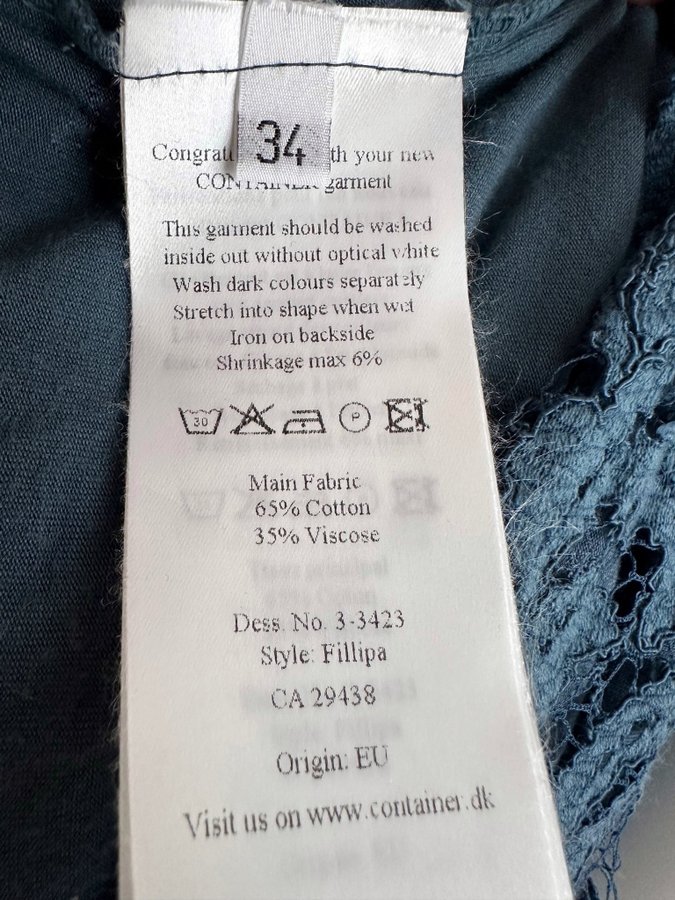 34
Congratu th your new
garment
This garment should be washed
inside out without optical white
Wash dark colours separately
Stretch into shape when wet
Iron on backside
Shrinkage max 6%
30 P
Main Fabric
65% Cotton
35% Viscose
Dess. No. 3-3423
Style: Fillipa
CA 29438
Origin: EU
Visit us on www.container.dk